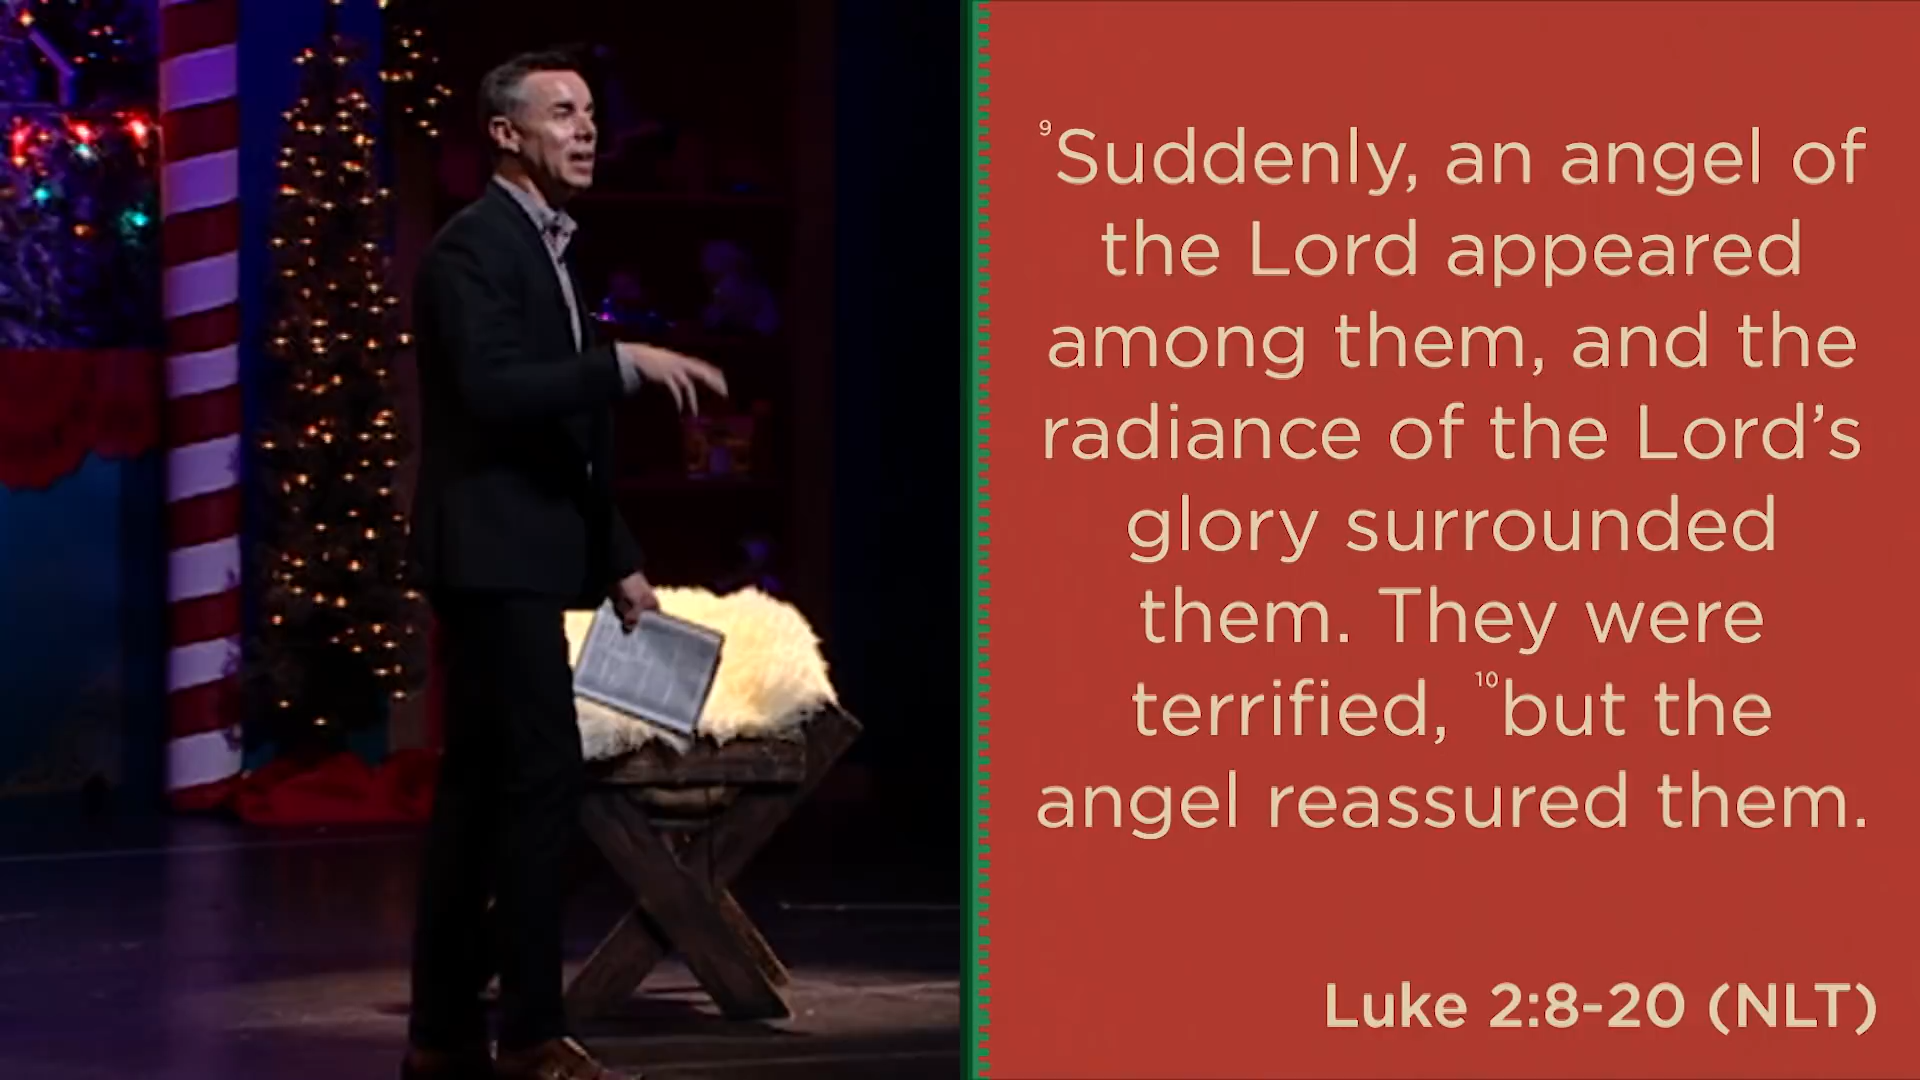 ⁹Suddenly, an angel of
the Lord appeared
among them, and the
radiance of the Lord’s
glory surrounded
them. They were
terrified, ¹⁰but the
angel reassured them.
Luke 2:8-20 (NLT)